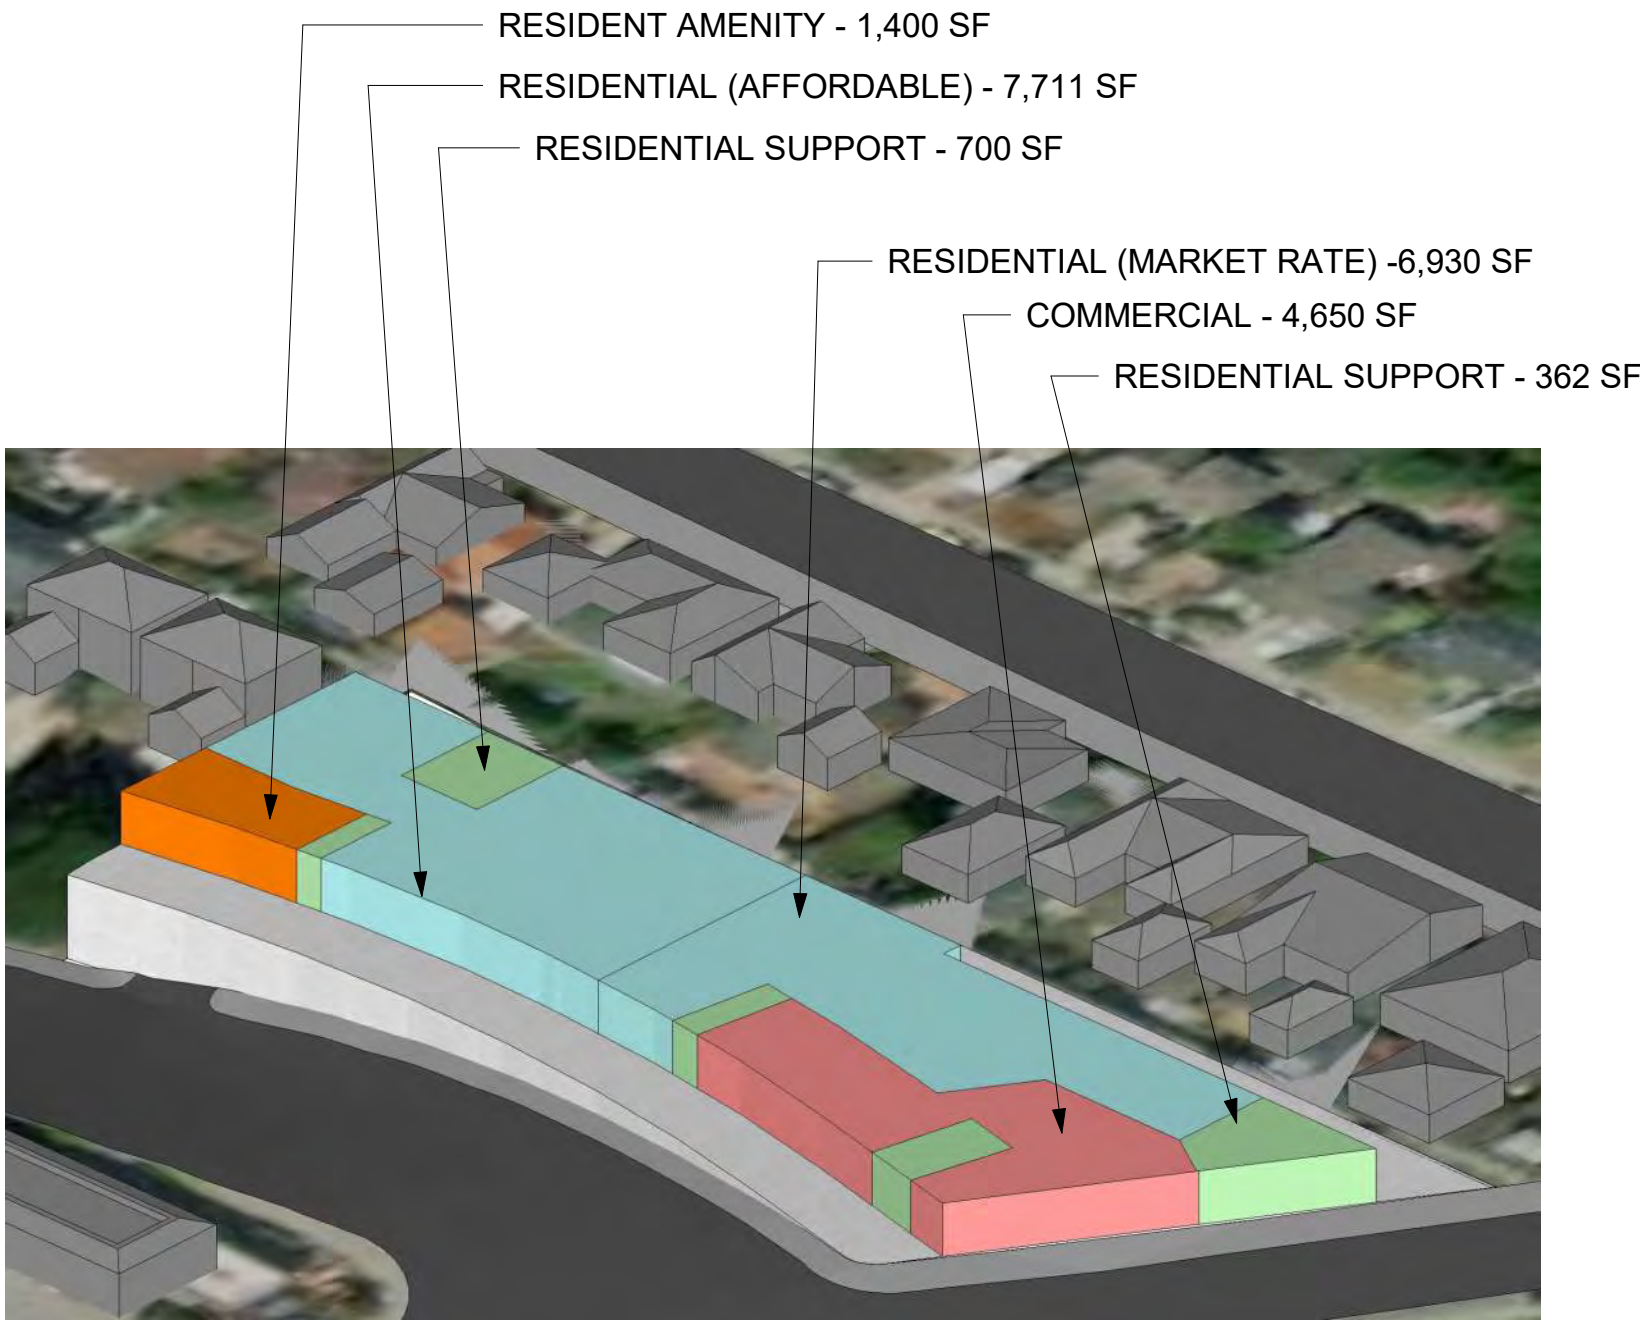 RESIDENT AMENITY - 1,400 SF
RESIDENTIAL (AFFORDABLE) - 7,711 SF
RESIDENTIAL SUPPORT - 700 SF
RESIDENTIAL (MARKET RATE) -6,930 SF
COMMERCIAL - 4,650 SF
RESIDENTIAL SUPPORT - 362 SF